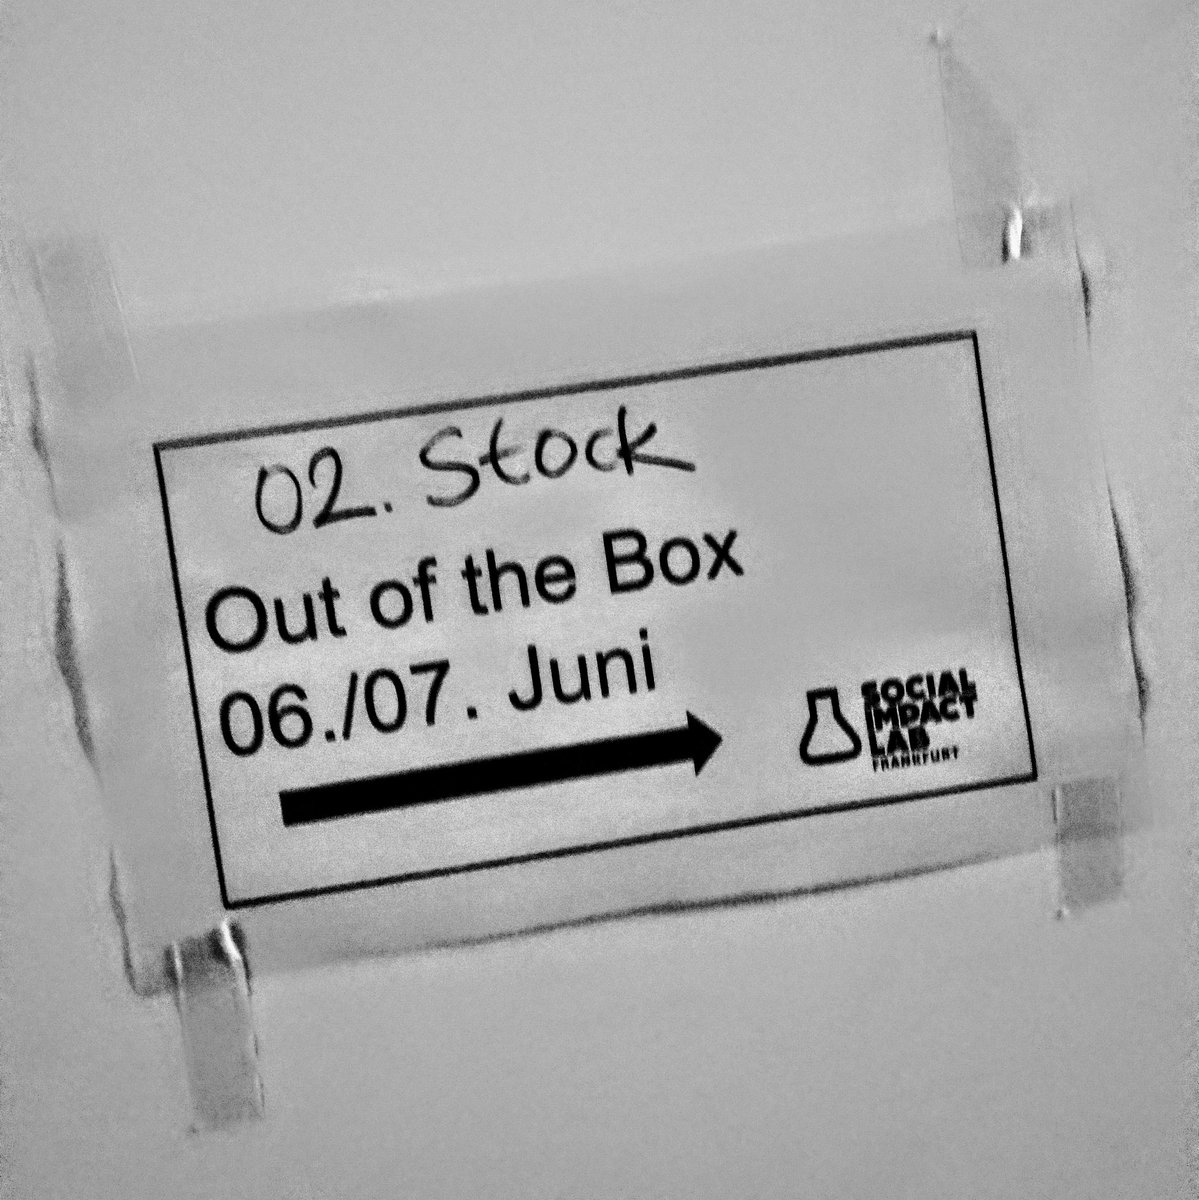 02. Stock
Out of the Box
06./07. Juni
SOCIAL
IMPACT
LAB
FRANKFURT